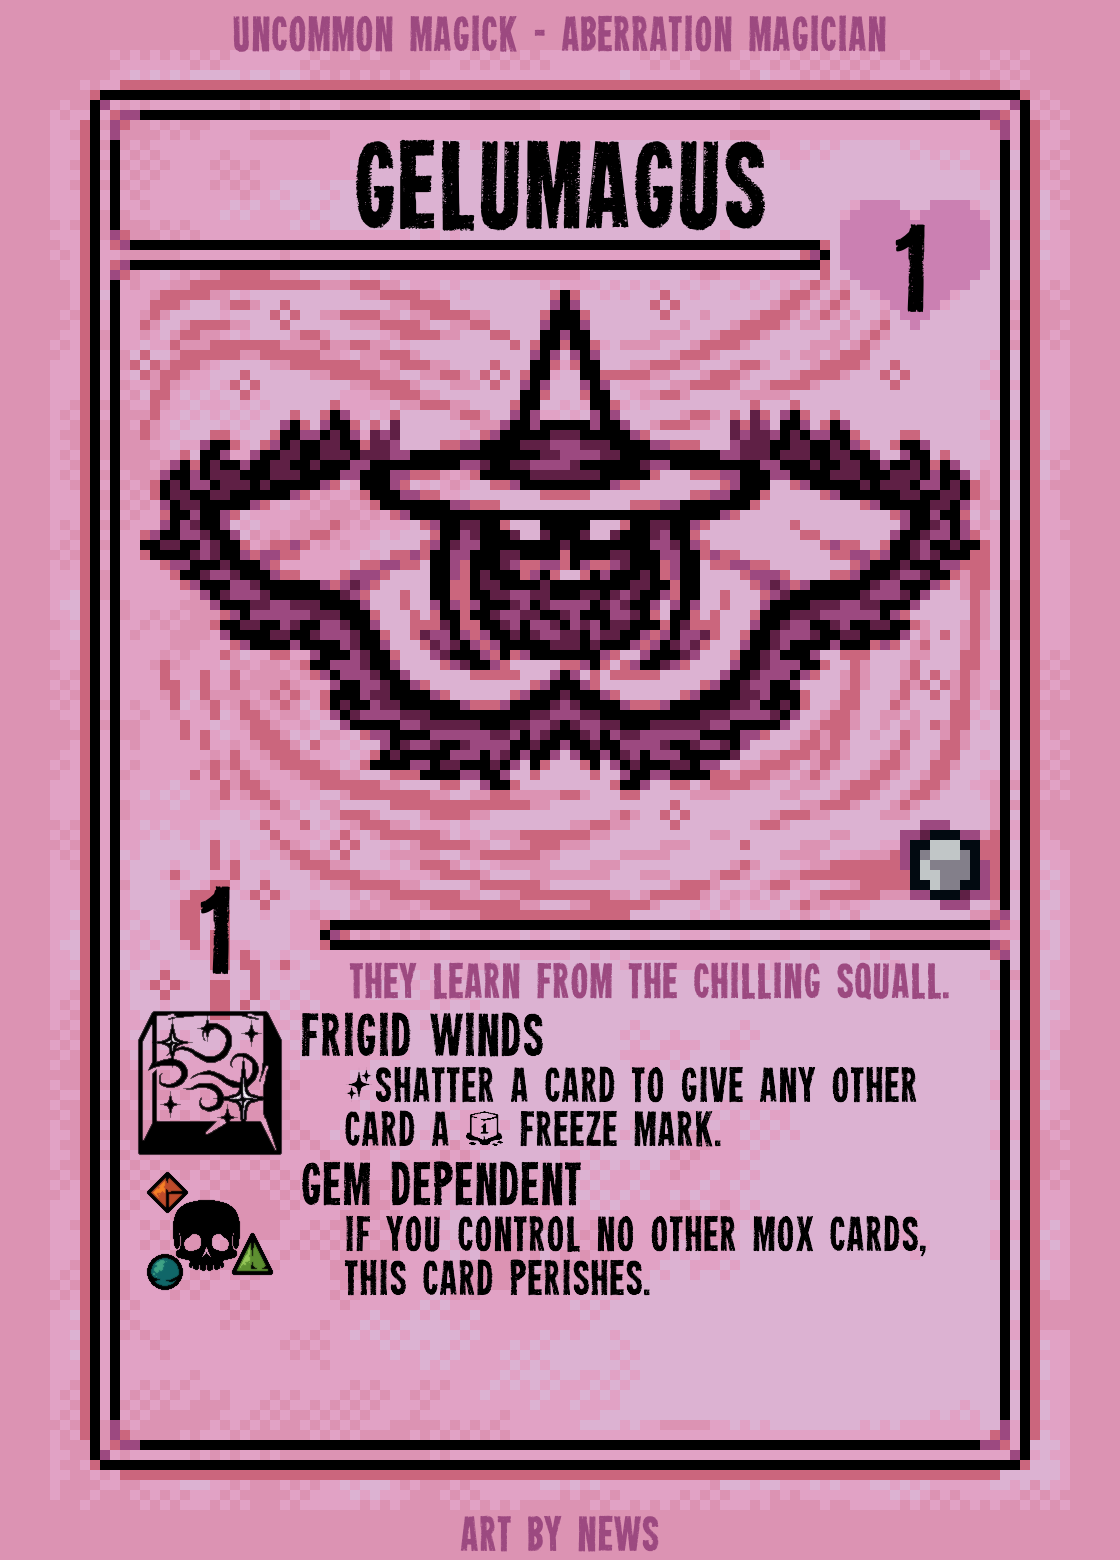 UNCOMMON MAGICK - ABERRATION MAGICIAN
GELUMAGUS
1
1
THEY LEARN FROM THE CHILLING SQUALL.
FRIGID WINDS
SHATTER A CARD TO GIVE ANY OTHER
CARD A 1 FREEZE MARK.
GEM DEPENDENT
IF YOU CONTROL NO OTHER MOX CARDS,
THIS CARD PERISHES.
ART BY NEWS